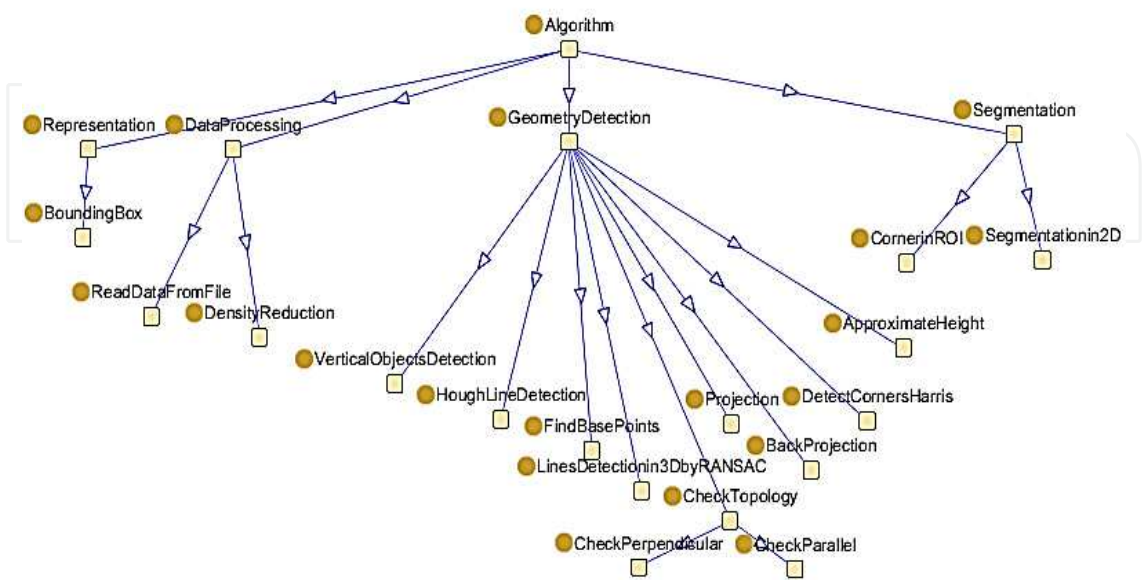 Algorithm
Representation
DataProcessing
GeometryDetection
Segmentation
BoundingBox
CornerinROI
Segmentationin2D
ReadDataFromFile
DensityReduction
ApproximateHeight
VerticalObjectsDetection
HoughLineDetection
Projection
DetectCornersHarris
FindBasePoints
BackProjection
LinesDetectionin3DbyRANSAC
CheckTopology
CheckPerpendicular
CheckParallel